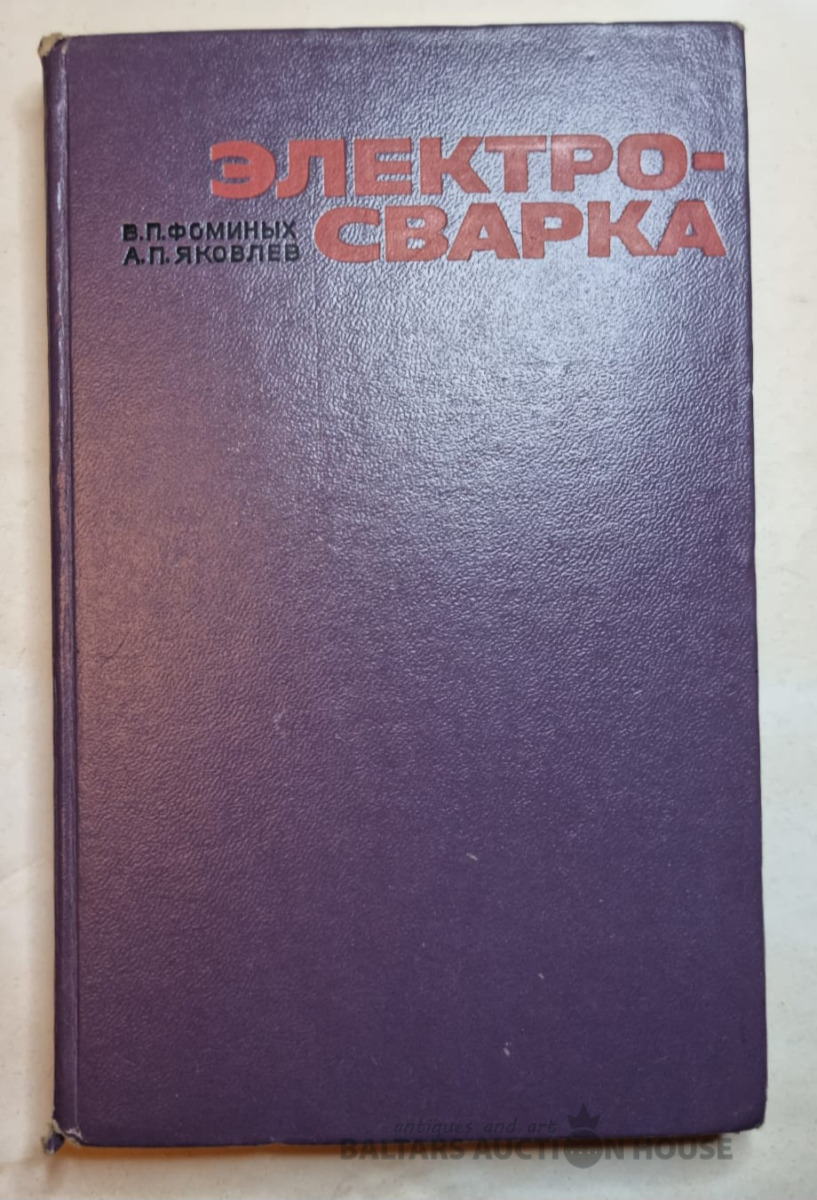 ЭЛЕКТРО-
СВАРКА
В.П.ФОМИНЫХ
А.П.ЯКОВЛЕВ
antiques and art
BALTARS AUCTION HOUSE